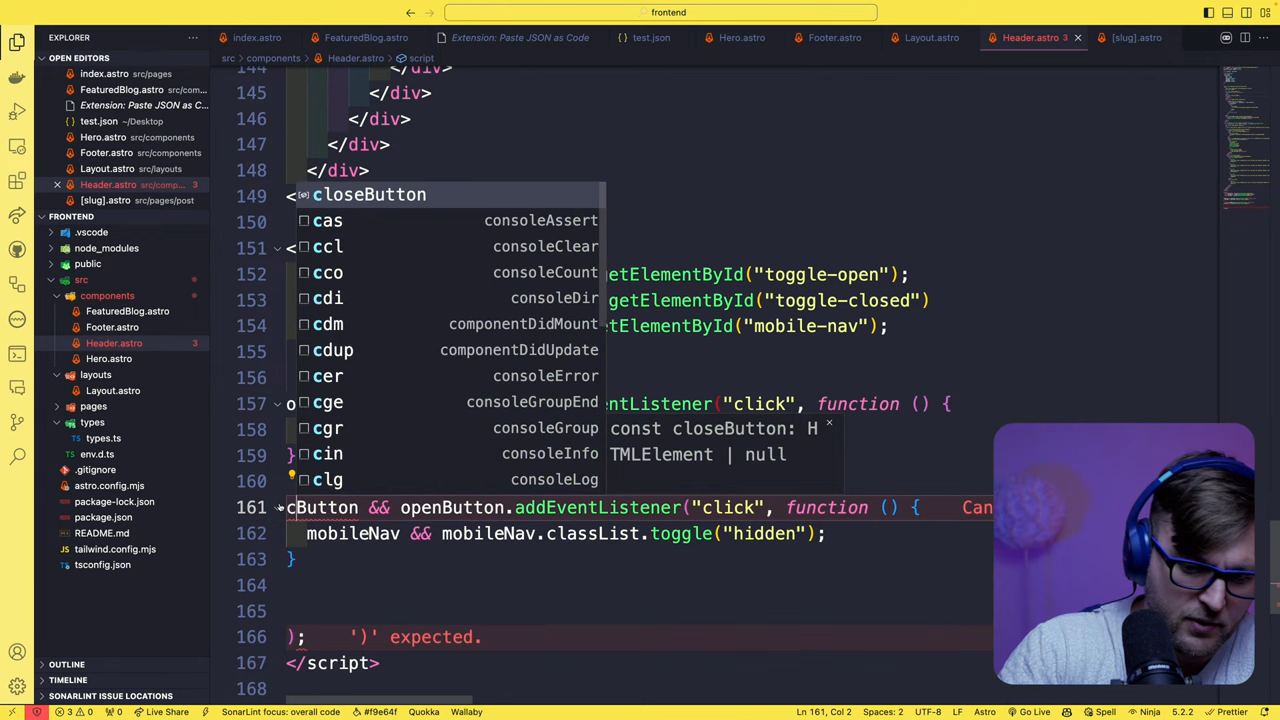 frontend
EXPLORER
index.astro
FeaturedBlog.astro
Extension: Paste JSON as Code
test.json
Hero.astro
Footer.astro
Layout.astro
Header.astro 3
[slug].astro
OPEN EDITORS
index.astro src/pages
FeaturedBlog.astro src/com...
Extension: Paste JSON as C...
test.json ~/Desktop
Hero.astro src/components
Footer.astro src/components
Layout.astro src/layouts
Header.astro src/comp... 3
[slug].astro src/pages/post
FRONTEND
.vscode
node_modules
public
src
components
FeaturedBlog.astro
Footer.astro
Header.astro 3
Hero.astro
layouts
Layout.astro
pages
types
types.ts
env.d.ts
.gitignore
astro.config.mjs
package-lock.json
package.json
README.md
tailwind.config.mjs
tsconfig.json
OUTLINE
TIMELINE
SONARLINT ISSUE LOCATIONS
src > components > Header.astro > script
144 </div>
145 </div>
146 </div>
147 </div>
148 </div>
149 <
150
151 <
152 etElementById("toggle-open");
153 getElementById("toggle-closed")
154 etElementById("mobile-nav");
155
156
157 o ntListener("click", function () {
158
159 }
160
161 cButton && openButton.addEventListener("click", function () { Can
162 mobileNav && mobileNav.classList.toggle("hidden");
163 }
164
165
166 ); ')' expected.
167 </script>
168
closeButton
cas consoleAssert
ccl consoleClear
cco consoleCount
cdi consoleDir
cdm componentDidMount
cdup componentDidUpdate
cer consoleError
cge consoleGroupEnd
cgr consoleGroup
cin consoleInfo
clg consoleLog
const closeButton: H
TMLElement | null
3 0 0 Live Share SonarLint focus: overall code #f9e64f Quokka Wallaby Ln 161, Col 2 Spaces: 2 UTF-8 LF Astro Go Live Spell Ninja 5.2.2 Prettier